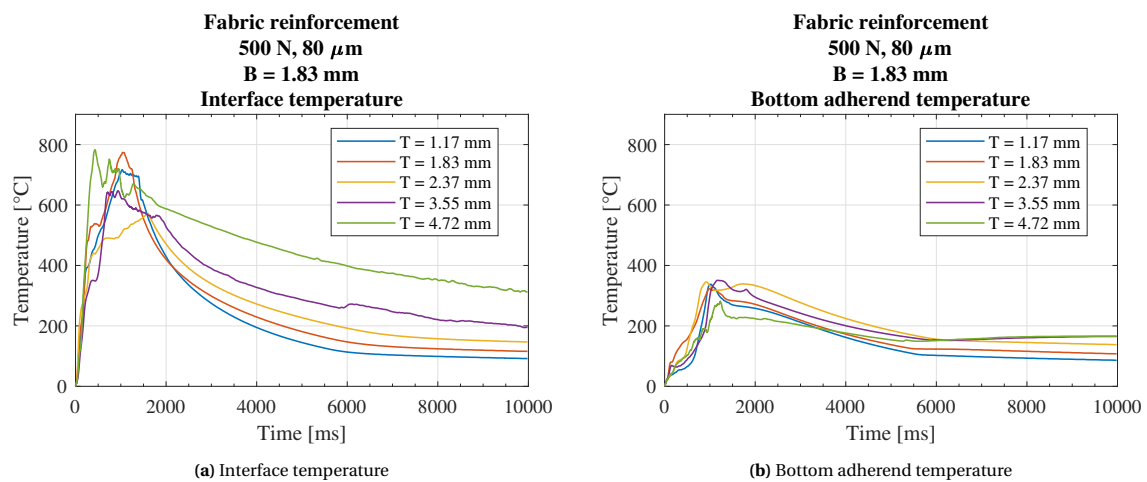 Fabric reinforcement
500 N, 80 μm
B = 1.83 mm
Interface temperature
Temperature [°C]
800
600
400
200
0
T = 1.17 mm
T = 1.83 mm
T = 2.37 mm
T = 3.55 mm
T = 4.72 mm
0 2000 4000 6000 8000 10000
Time [ms]
(a) Interface temperature
Fabric reinforcement
500 N, 80 μm
B = 1.83 mm
Bottom adherend temperature
Temperature [°C]
800
600
400
200
0
T = 1.17 mm
T = 1.83 mm
T = 2.37 mm
T = 3.55 mm
T = 4.72 mm
0 2000 4000 6000 8000 10000
Time [ms]
(b) Bottom adherend temperature